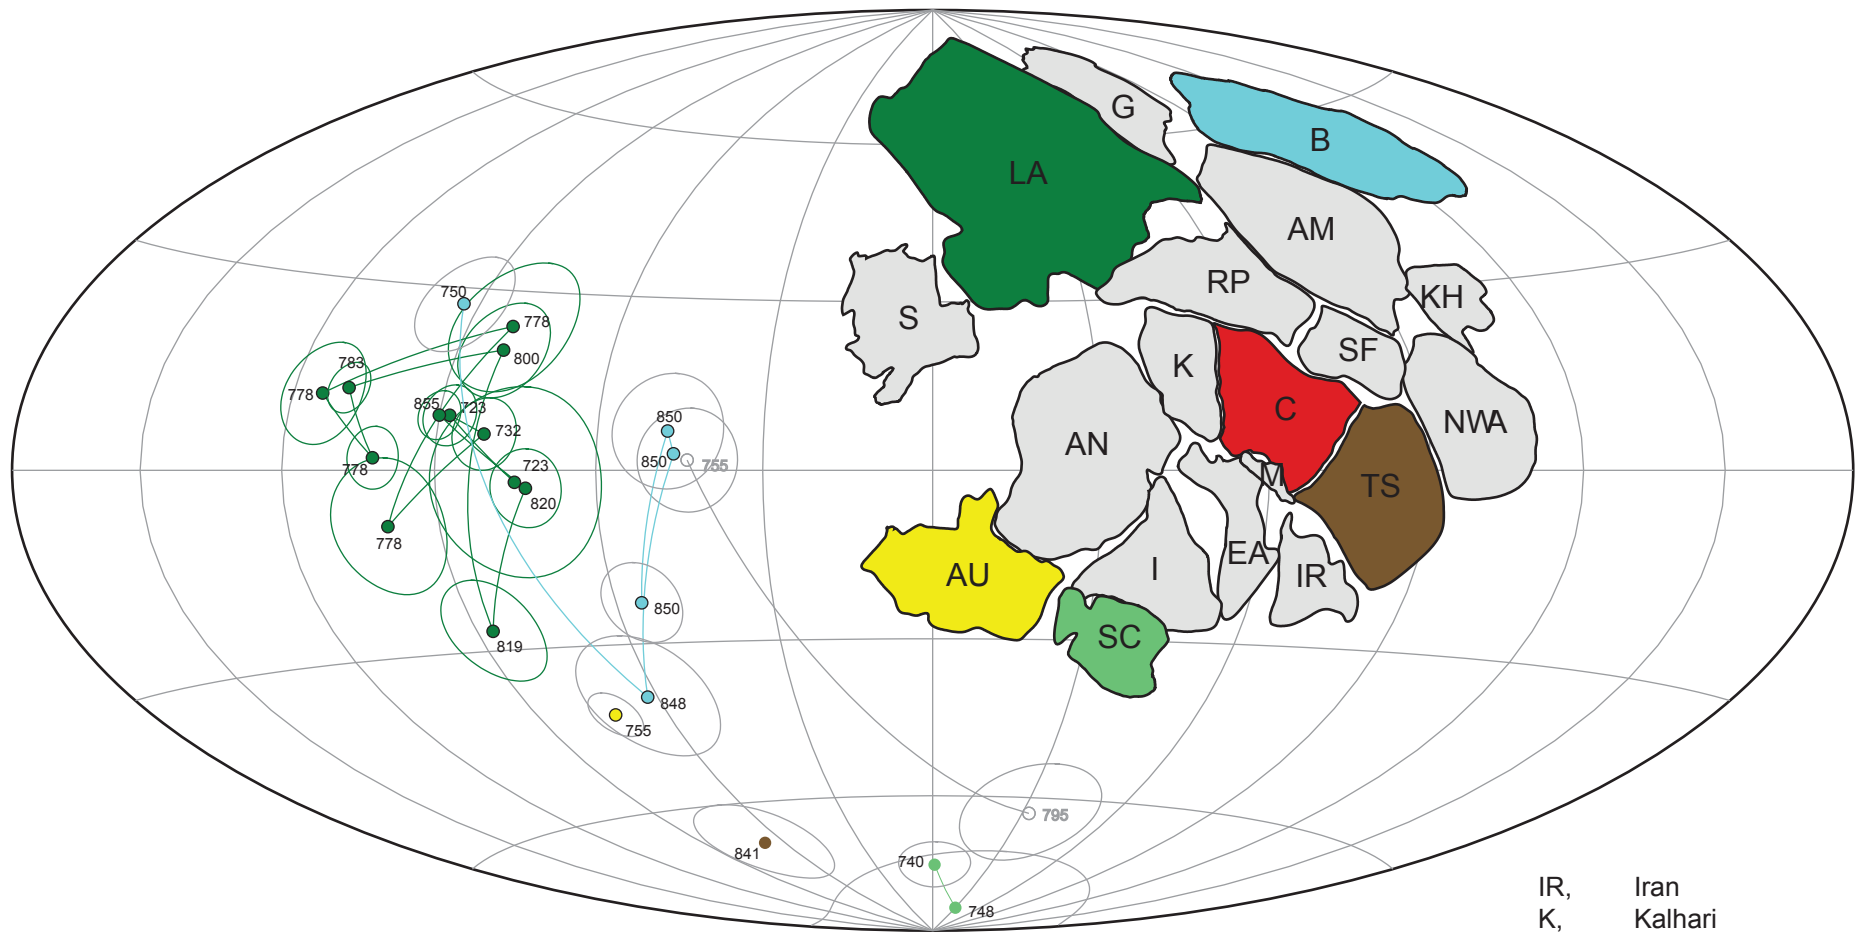 G
B
LA
AM
RP
KH
S
SF
K
C
NWA
AN
M
TS
EA
I
IR
AU
SC
750
778
800
783
778
855
723
732
850
850
755
778
723
820
778
850
819
848
755
795
841
740
748
IR, Iran
K, Kalhari